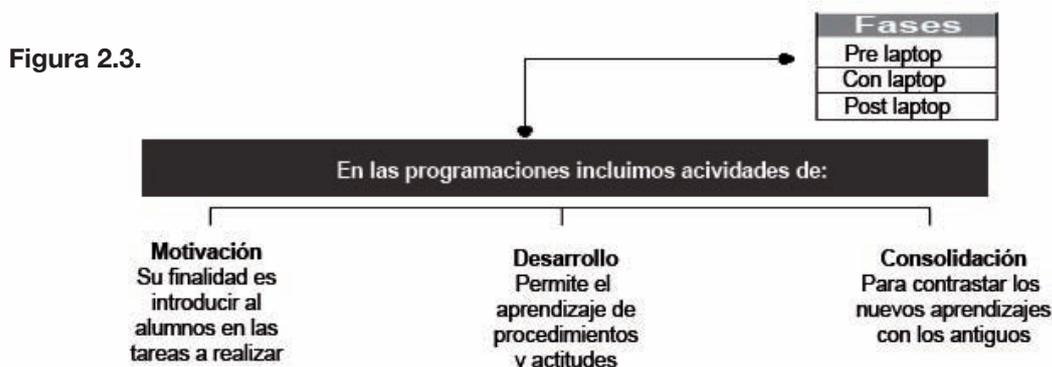 Fases
Figura 2.3.
Pre laptop
Con laptop
Post laptop
En las programaciones incluimos acividades de:
Motivación
Su finalidad es
introducir al
alumnos en las
tareas a realizar
Desarrollo
Permite el
aprendizaje de
procedimientos
y actitudes
Consolidación
Para contrastar los
nuevos aprendizajes
con los antiguos